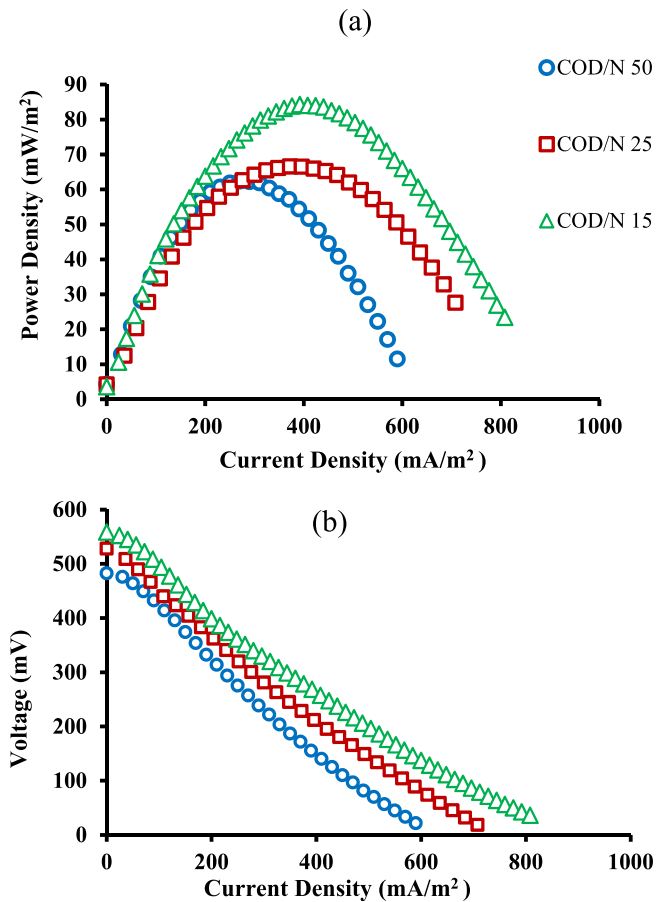 (a)
COD/N 50
COD/N 25
COD/N 15
Power Density (mW/m²)
90
80
70
60
50
40
30
20
10
0
0 200 400 600 800 1000
Current Density (mA/m²)
(b)
Voltage (mV)
600
500
400
300
200
100
0
0 200 400 600 800 1000
Current Density (mA/m²)